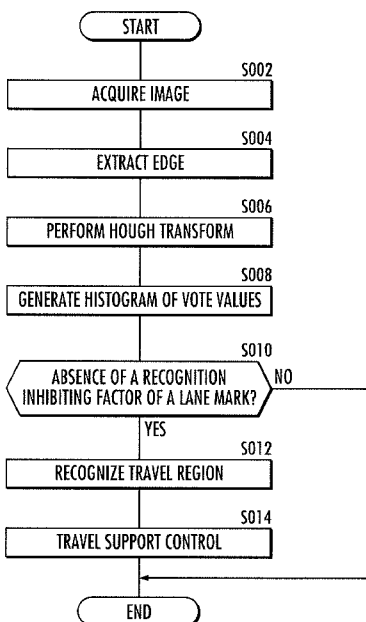 START
S002
ACQUIRE IMAGE
S004
EXTRACT EDGE
S006
PERFORM HOUGH TRANSFORM
S008
GENERATE HISTOGRAM OF VOTE VALUES
S010
ABSENCE OF A RECOGNITION
INHIBITING FACTOR OF A LANE MARK?
NO
YES
S012
RECOGNIZE TRAVEL REGION
S014
TRAVEL SUPPORT CONTROL
END